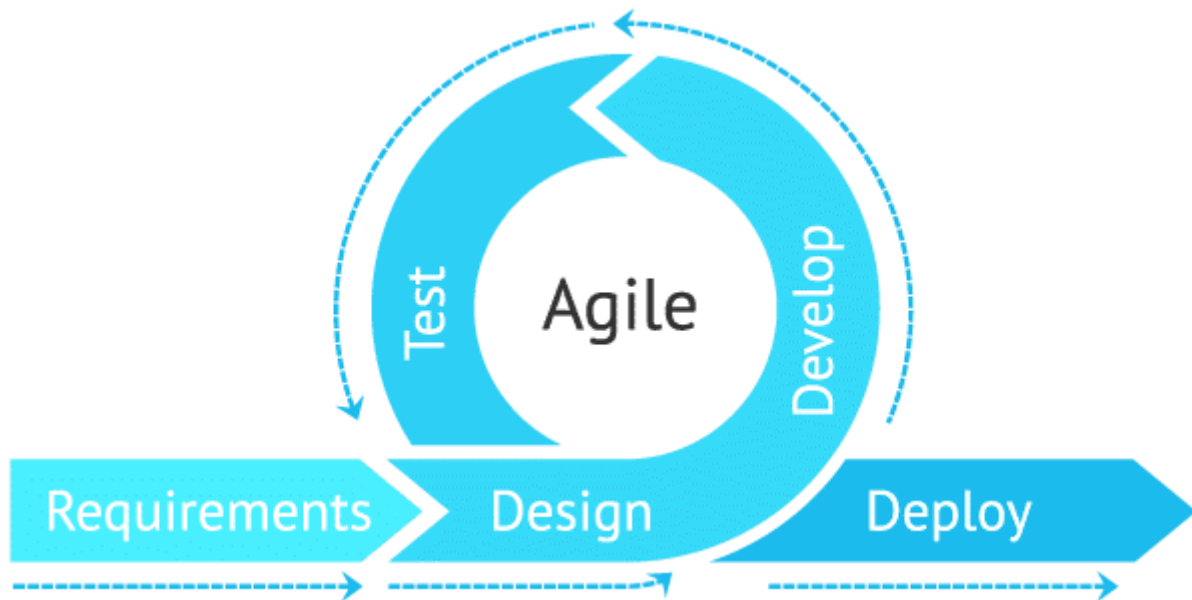 Agile
Test
Develop
Requirements
Design
Deploy